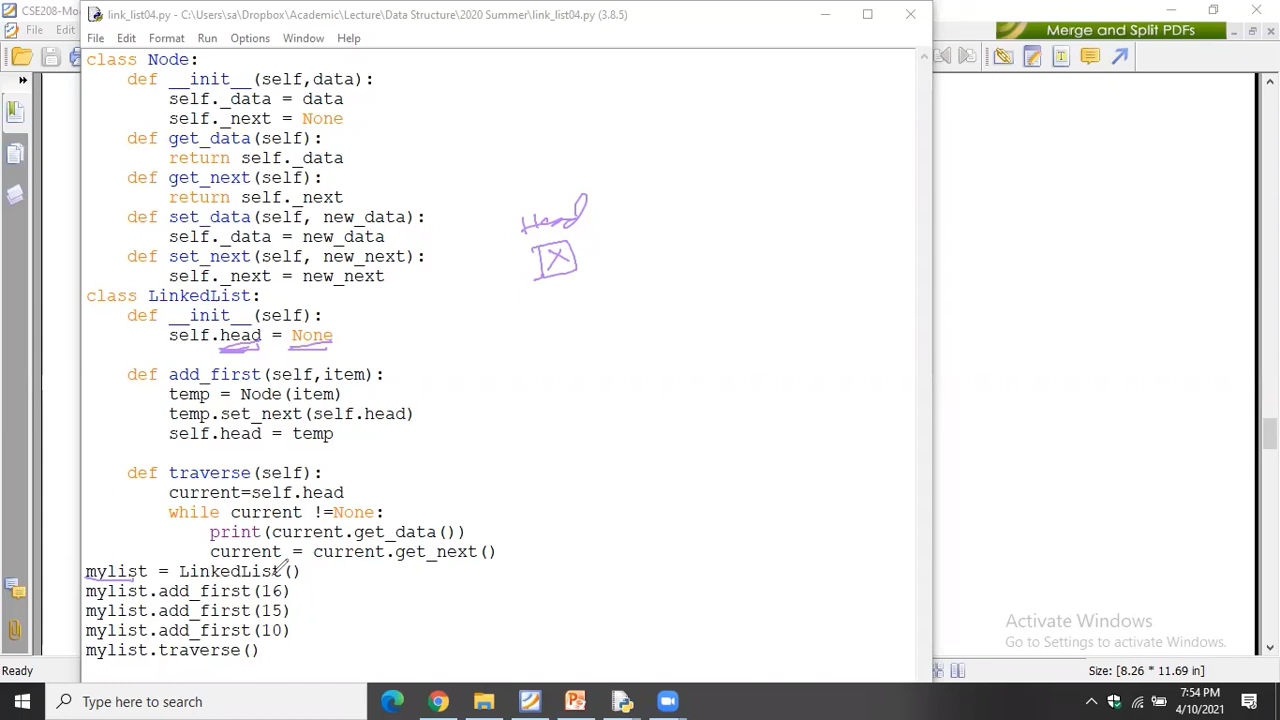 CSE208-Mo
link_list04.py - C:\Users\sa\Dropbox\Academic\Lecture\Data Structure\2020 Summer\link_list04.py (3.8.5)
File Edit
File Edit Format Run Options Window Help
Merge and Split PDFs
class Node:
def __init__(self,data):
self._data = data
self._next = None
def get_data(self):
return self._data
def get_next(self):
return self._next
def set_data(self, new_data):
self._data = new_data
def set_next(self, new_next):
self._next = new_next
Head
X
class LinkedList:
def __init__(self):
self.head = None
def add_first(self,item):
temp = Node(item)
temp.set_next(self.head)
self.head = temp
def traverse(self):
current=self.head
while current !=None:
print(current.get_data())
current = current.get_next()
mylist = LinkedList()
mylist.add_first(16)
mylist.add_first(15)
mylist.add_first(10)
mylist.traverse()
Activate Windows
Go to Settings to activate Windows.
Ready
Size: [8.26 * 11.69 in]
Type here to search
7:54 PM
4/10/2021